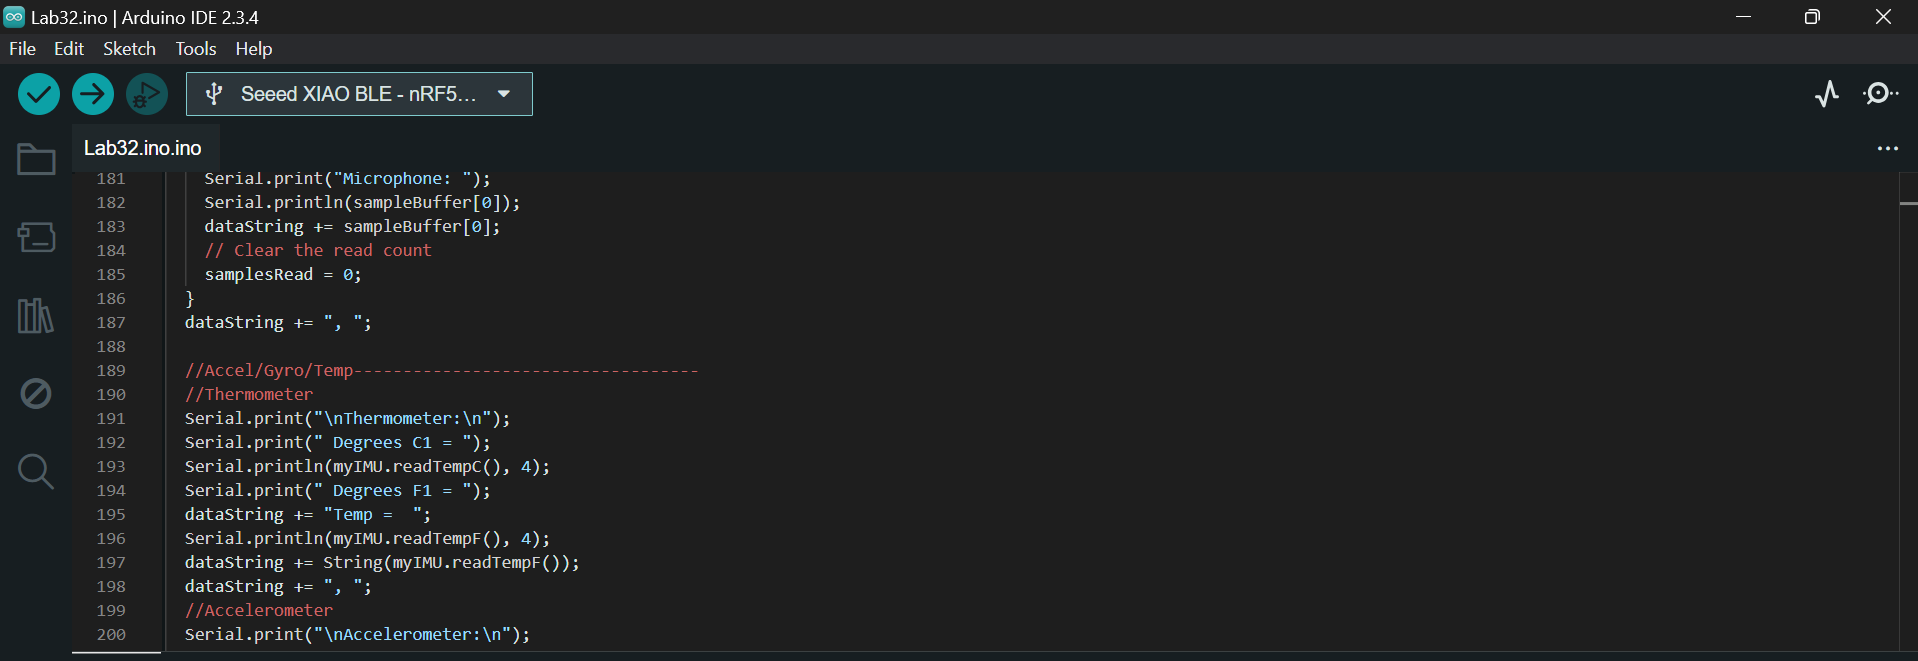 Lab32.ino | Arduino IDE 2.3.4
File Edit Sketch Tools Help
Seeed XIAO BLE - nRF5...
Lab32.ino.ino
181 Serial.print("Microphone: ");
182 Serial.println(sampleBuffer[0]);
183 dataString += sampleBuffer[0];
184 // Clear the read count
185 samplesRead = 0;
186 }
187 dataString += ", ";
188
189 //Accel/Gyro/Temp-----------------------------------
190 //Thermometer
191 Serial.print("\nThermometer:\n");
192 Serial.print(" Degrees C1 = ");
193 Serial.println(myIMU.readTempC(), 4);
194 Serial.print(" Degrees F1 = ");
195 dataString += "Temp =  ";
196 Serial.println(myIMU.readTempF(), 4);
197 dataString += String(myIMU.readTempF());
198 dataString += ", ";
199 //Accelerometer
200 Serial.print("\nAccelerometer:\n");